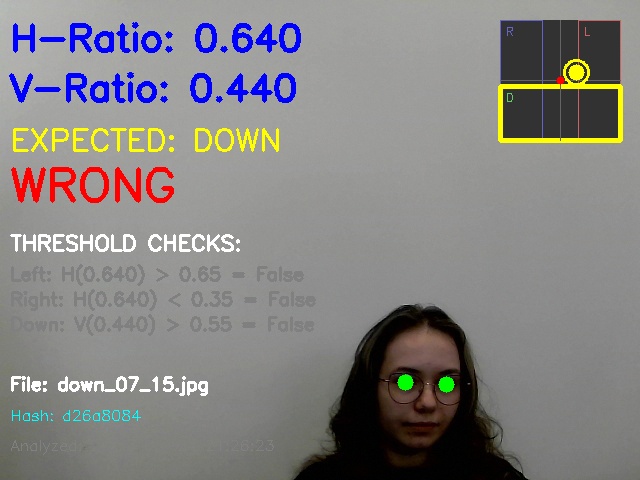 H-Ratio: 0.640
V-Ratio: 0.440
EXPECTED: DOWN
WRONG
THRESHOLD CHECKS:
Left: H(0.640) > 0.65 = False
Right: H(0.640) < 0.35 = False
Down: V(0.440) > 0.55 = False
File: down_07_15.jpg
Hash: d26a8084
Analyzed:
R
L
D